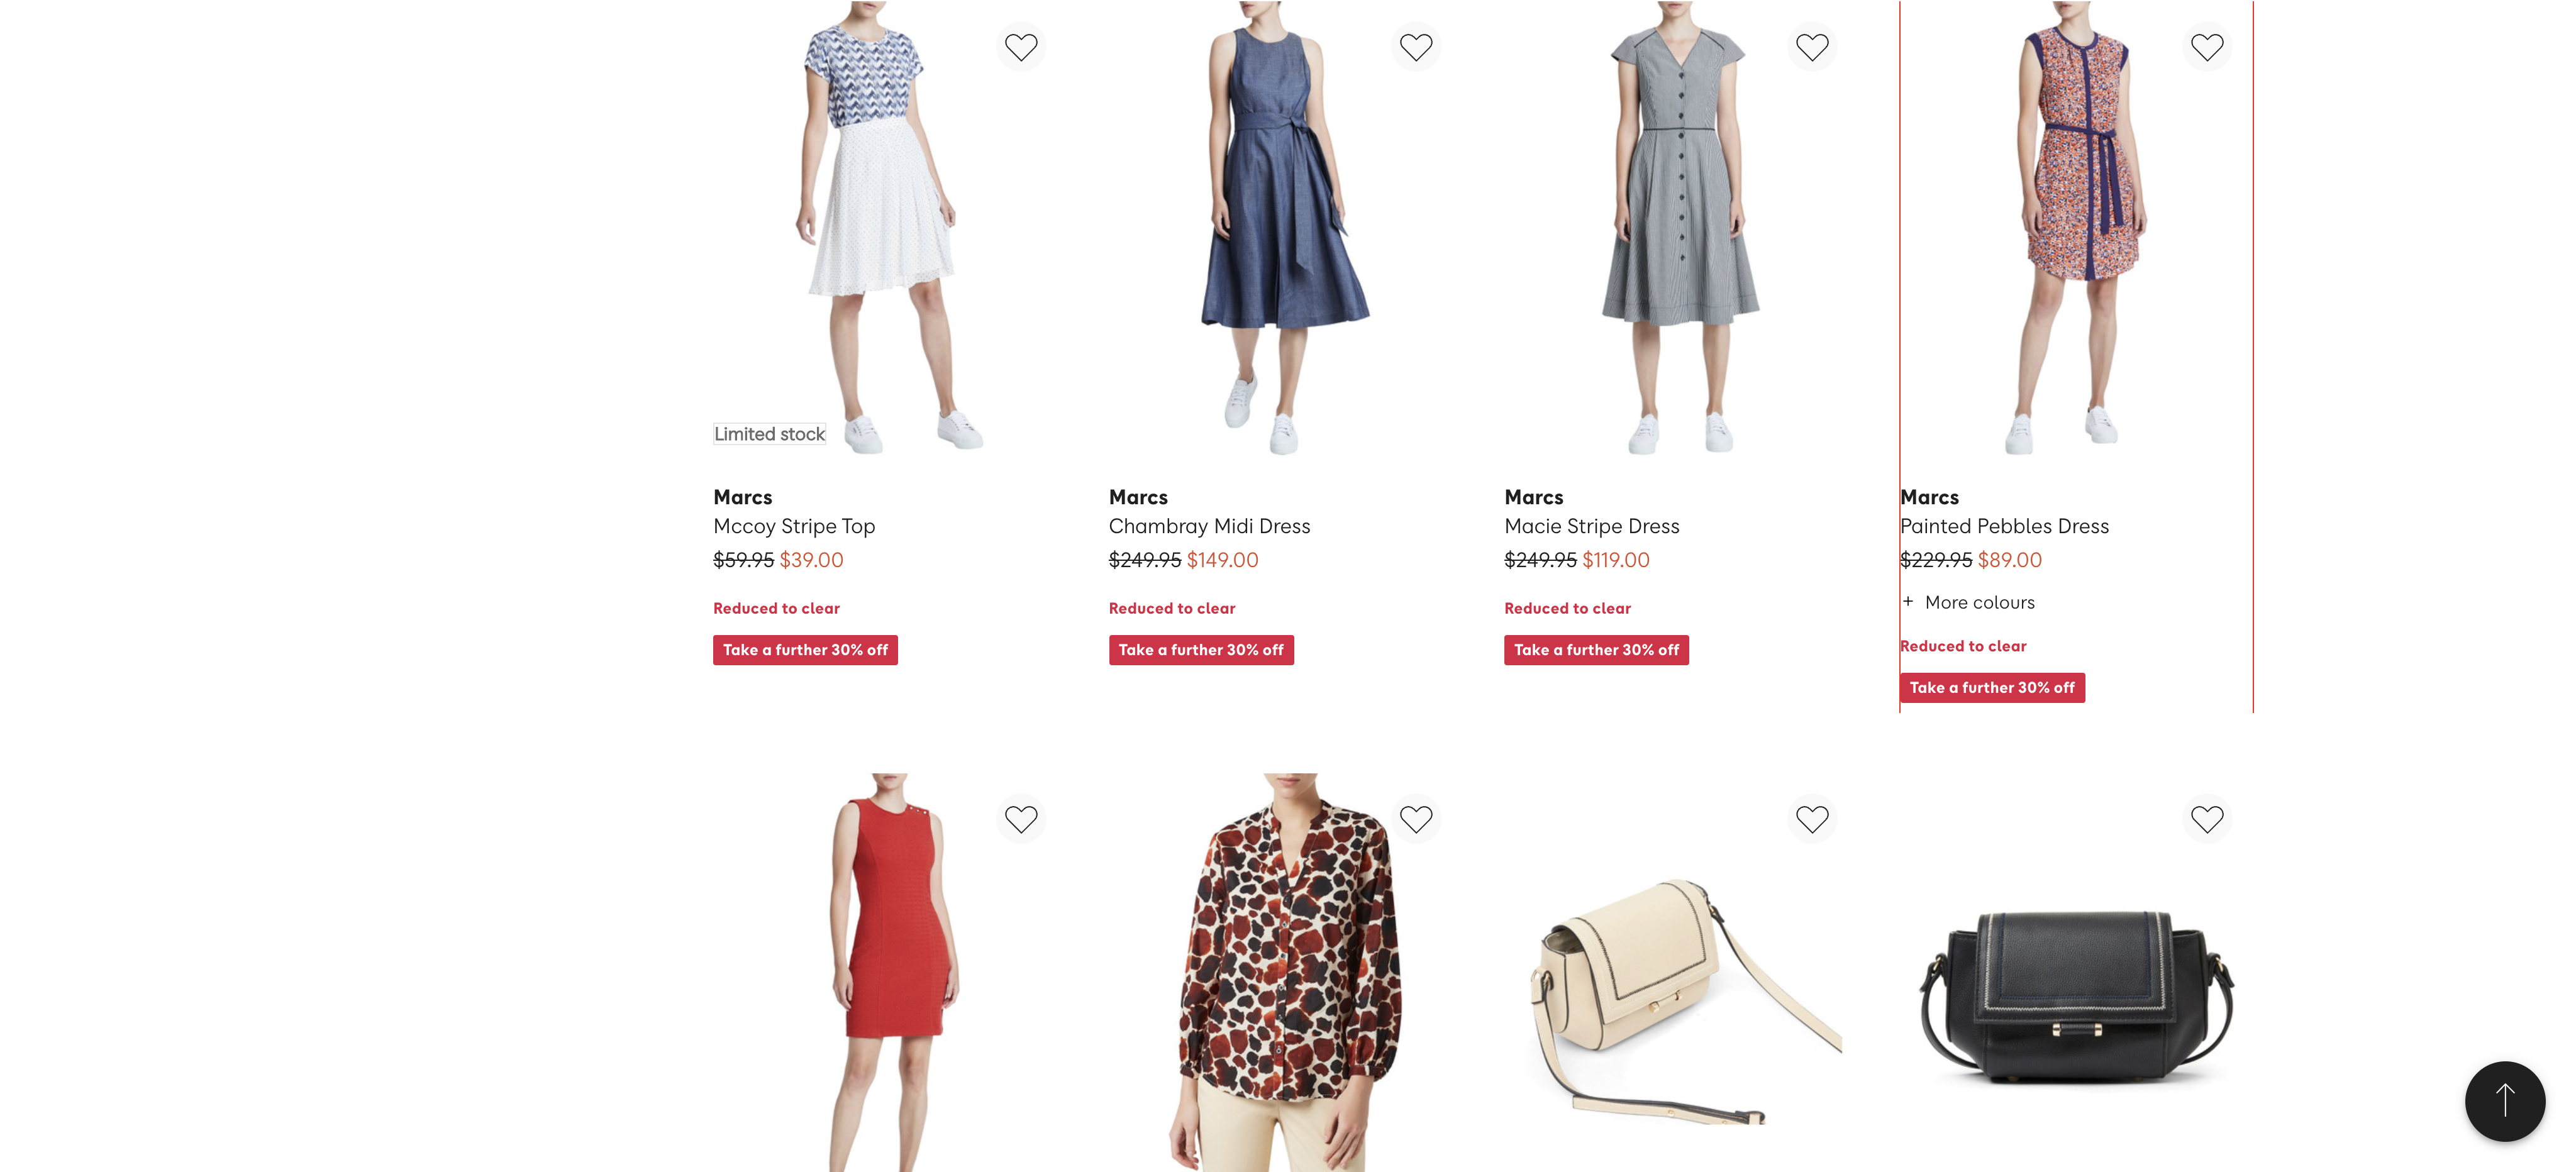 Limited stock
Marcs
Mccoy Stripe Top
$59.95 $39.00
Reduced to clear
Take a further 30% off
Marcs
Chambray Midi Dress
$249.95 $149.00
Reduced to clear
Take a further 30% off
Marcs
Macie Stripe Dress
$249.95 $119.00
Reduced to clear
Take a further 30% off
Marcs
Painted Pebbles Dress
$229.95 $89.00
+ More colours
Reduced to clear
Take a further 30% off